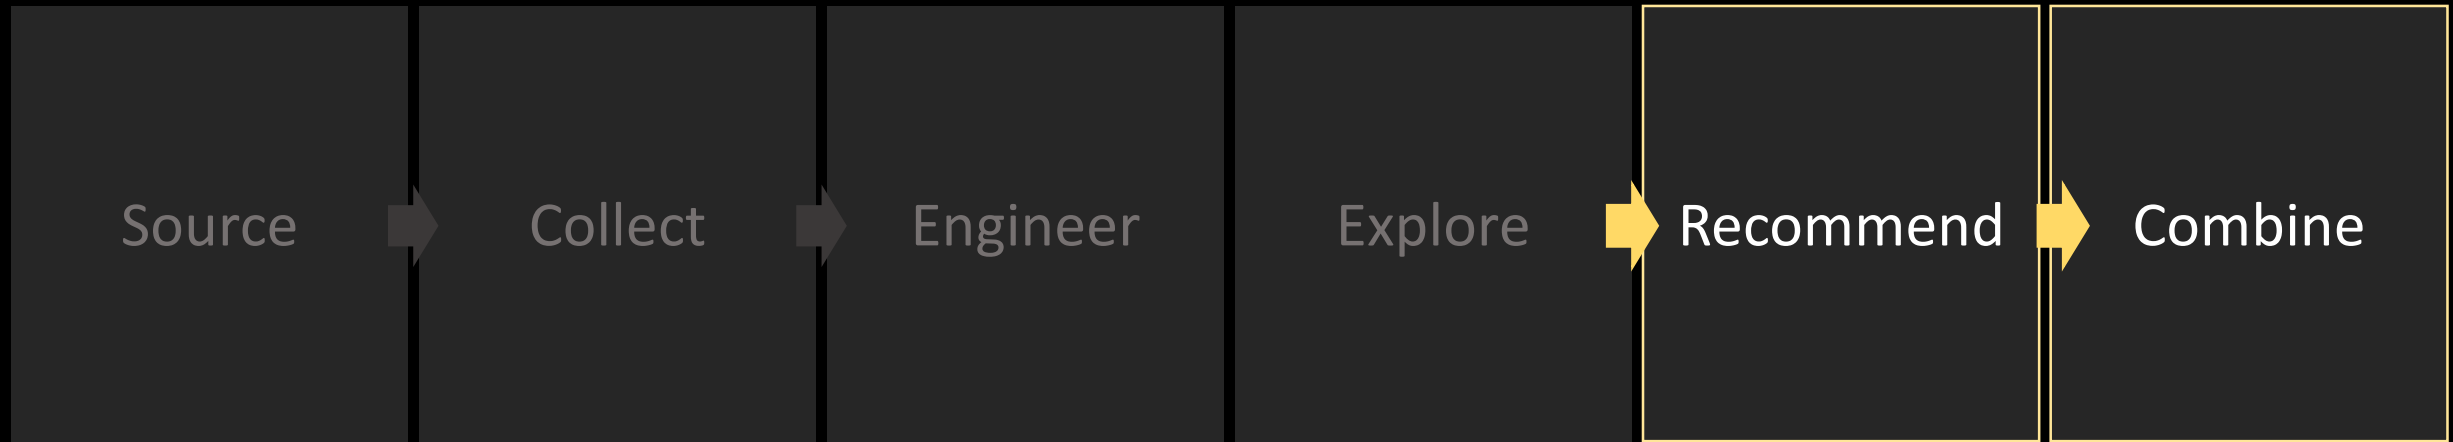 Source
Collect
Engineer
Explore
Recommend
Combine